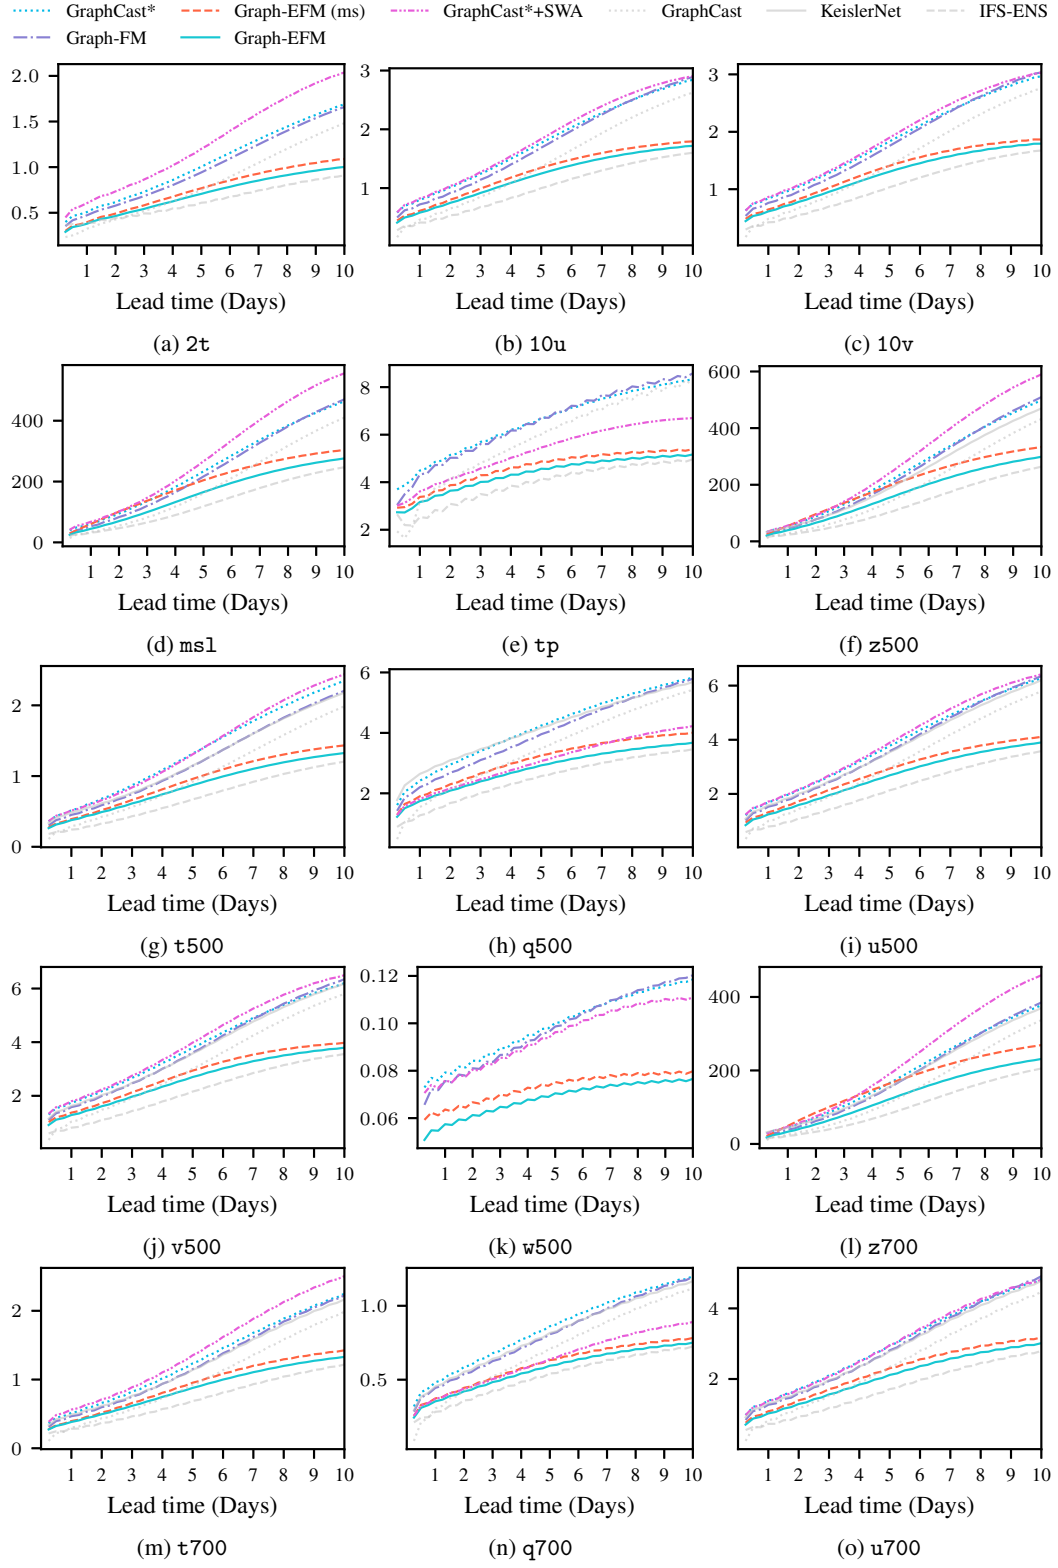 GraphCast* Graph-EFM (ms) GraphCast*+SWA GraphCast KeislerNet IFS-ENS
Graph-FM Graph-EFM
2.0
1.5
1.0
0.5
1 2 3 4 5 6 7 8 9 10
Lead time (Days)
(a) 2t
3
2
1
1 2 3 4 5 6 7 8 9 10
Lead time (Days)
(b) 10u
3
2
1
1 2 3 4 5 6 7 8 9 10
Lead time (Days)
(c) 10v
400
200
0
1 2 3 4 5 6 7 8 9 10
Lead time (Days)
(d) msl
8
6
4
2
1 2 3 4 5 6 7 8 9 10
Lead time (Days)
(e) tp
600
400
200
0
1 2 3 4 5 6 7 8 9 10
Lead time (Days)
(f) z500
2
1
0
1 2 3 4 5 6 7 8 9 10
Lead time (Days)
(g) t500
6
4
2
1 2 3 4 5 6 7 8 9 10
Lead time (Days)
(h) q500
6
4
2
1 2 3 4 5 6 7 8 9 10
Lead time (Days)
(i) u500
6
4
2
1 2 3 4 5 6 7 8 9 10
Lead time (Days)
(j) v500
0.12
0.10
0.08
0.06
1 2 3 4 5 6 7 8 9 10
Lead time (Days)
(k) w500
400
200
0
1 2 3 4 5 6 7 8 9 10
Lead time (Days)
(l) z700
2
1
0
1 2 3 4 5 6 7 8 9 10
Lead time (Days)
(m) t700
1.0
0.5
1 2 3 4 5 6 7 8 9 10
Lead time (Days)
(n) q700
4
2
1 2 3 4 5 6 7 8 9 10
Lead time (Days)
(o) u700